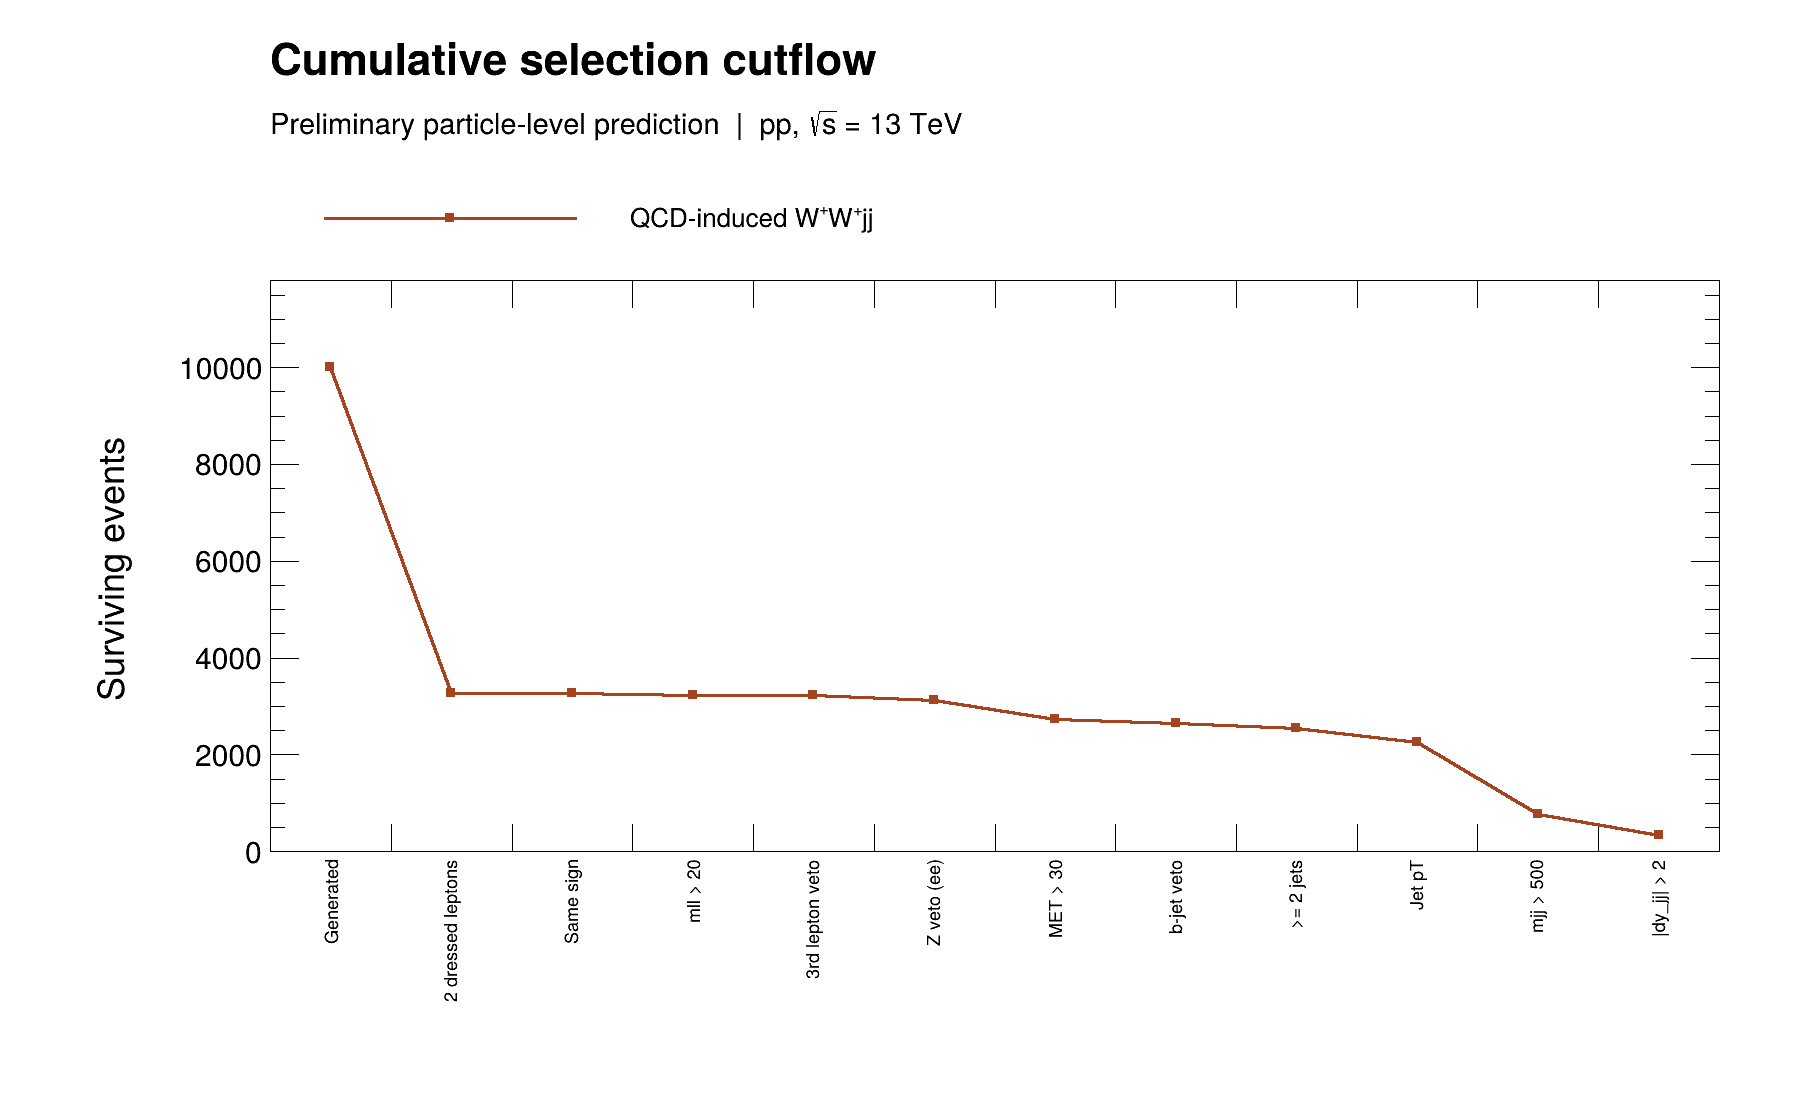 Cumulative selection cutflow
Preliminary particle-level prediction | pp, √s = 13 TeV
QCD-induced W⁺W⁺jj
Surviving events
10000
8000
6000
4000
2000
0
Generated
2 dressed leptons
Same sign
mll > 20
3rd lepton veto
Z veto (ee)
MET > 30
b-jet veto
>= 2 jets
Jet pT
mjj > 500
|dy_jj| > 2